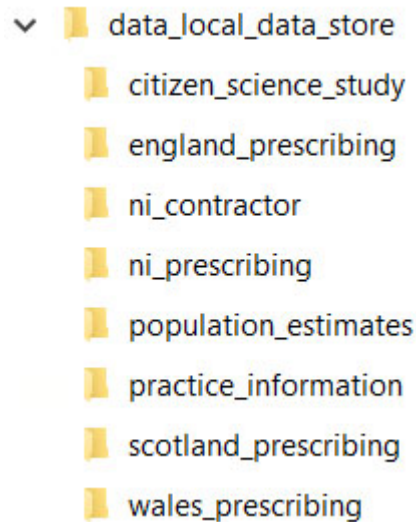 data_local_data_store
citizen_science_study
england_prescribing
ni_contractor
ni_prescribing
population_estimates
practice_information
scotland_prescribing
wales_prescribing